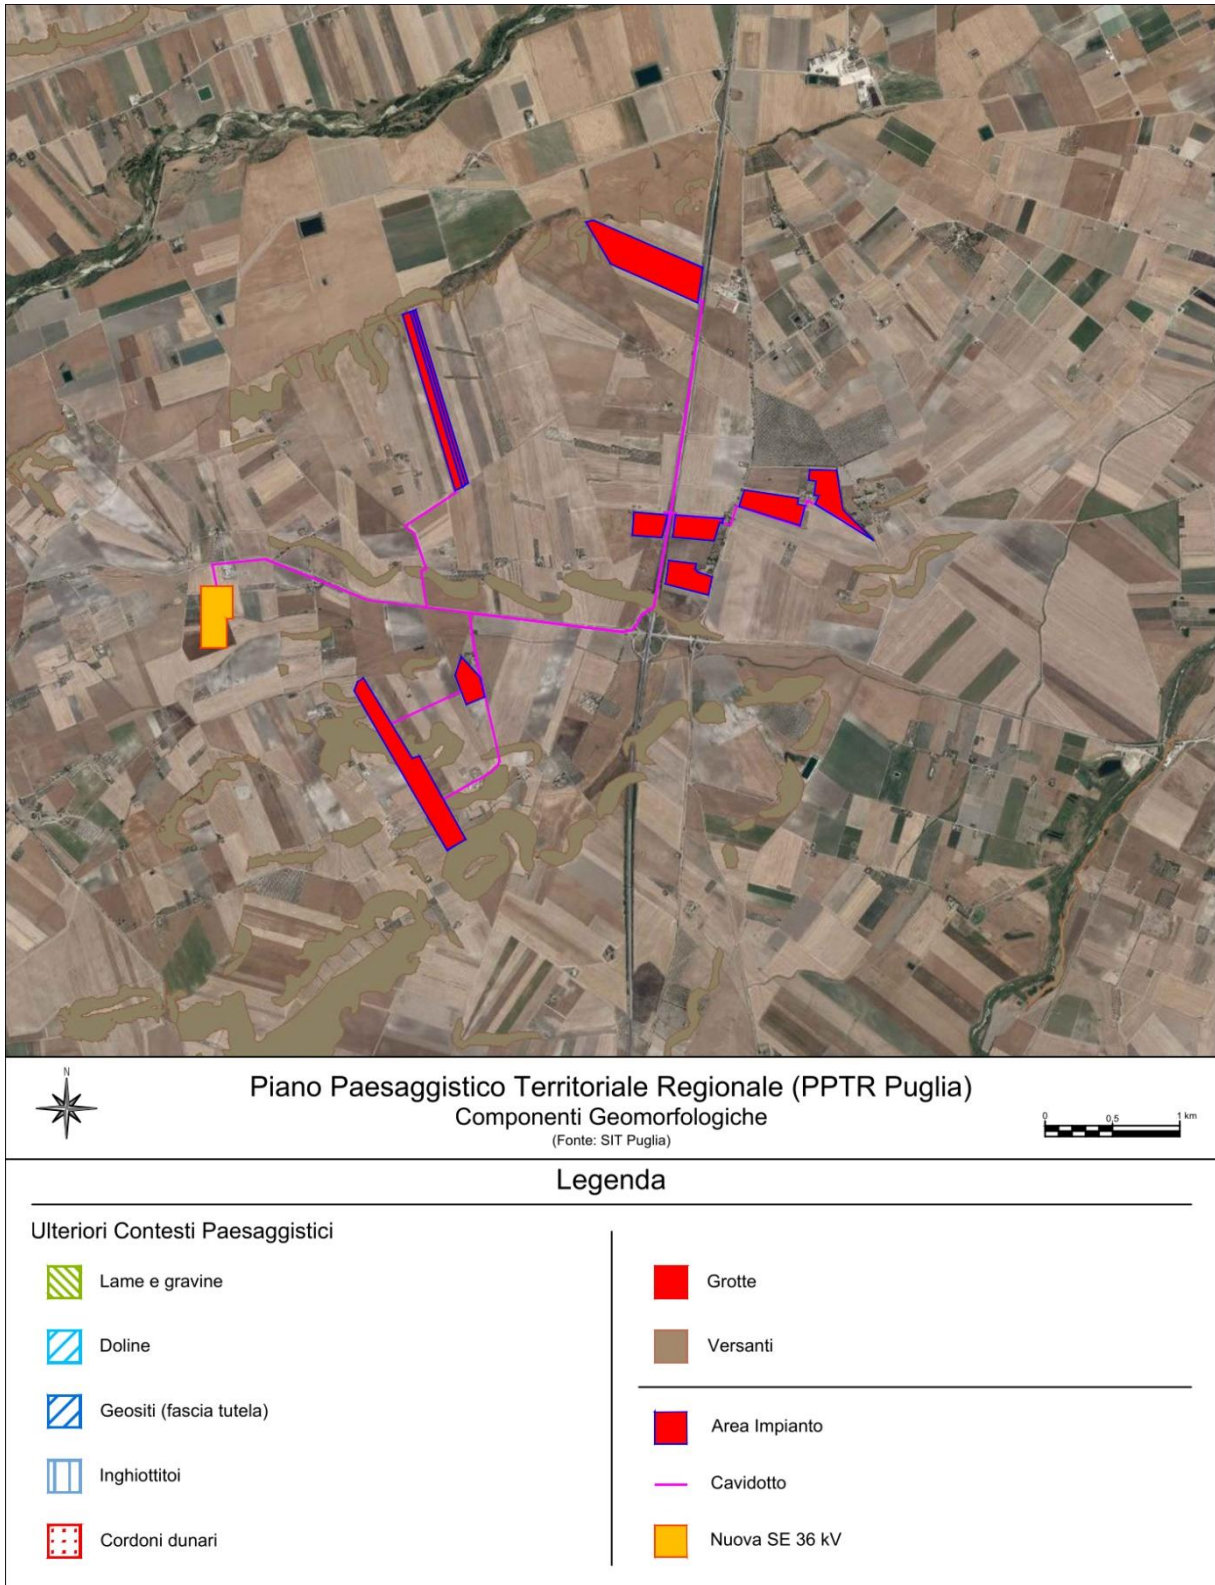 N
Piano Paesaggistico Territoriale Regionale (PPTR Puglia)
Componenti Geomorfologiche
(Fonte: SIT Puglia)
0 0,5 1 km
Legenda
Ulteriori Contesti Paesaggistici
Lame e gravine
Doline
Geositi (fascia tutela)
Inghiottitoi
Cordoni dunari
Grotte
Versanti
Area Impianto
Cavidotto
Nuova SE 36 kV